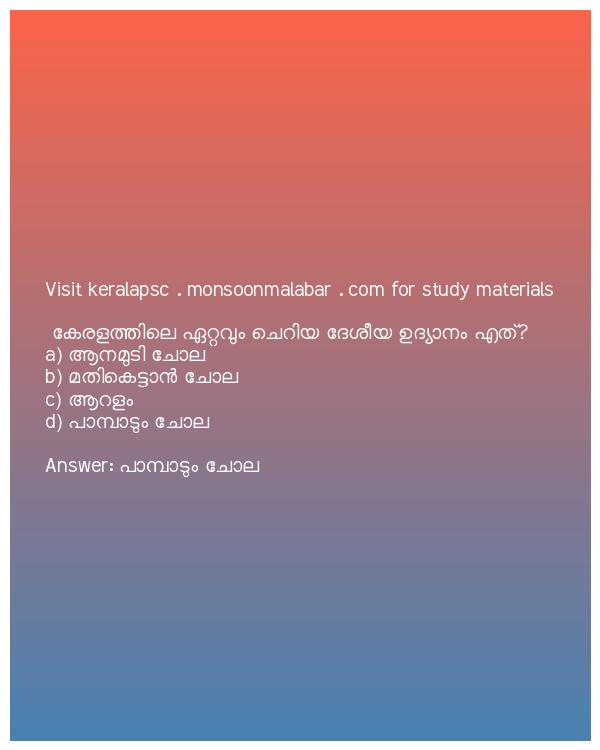 Visit keralapsc . monsoonmalabar . com for study materials
കേരളത്തിലെ ഏറ്റവും ചെറിയ ദേശീയ ഉദ്യാനം എത്?
a) ആനമുടി ചോല
b) മതികെട്ടാൻ ചോല
c) ആറളം
d) പാമ്പാടും ചോല
Answer: പാമ്പാടും ചോല